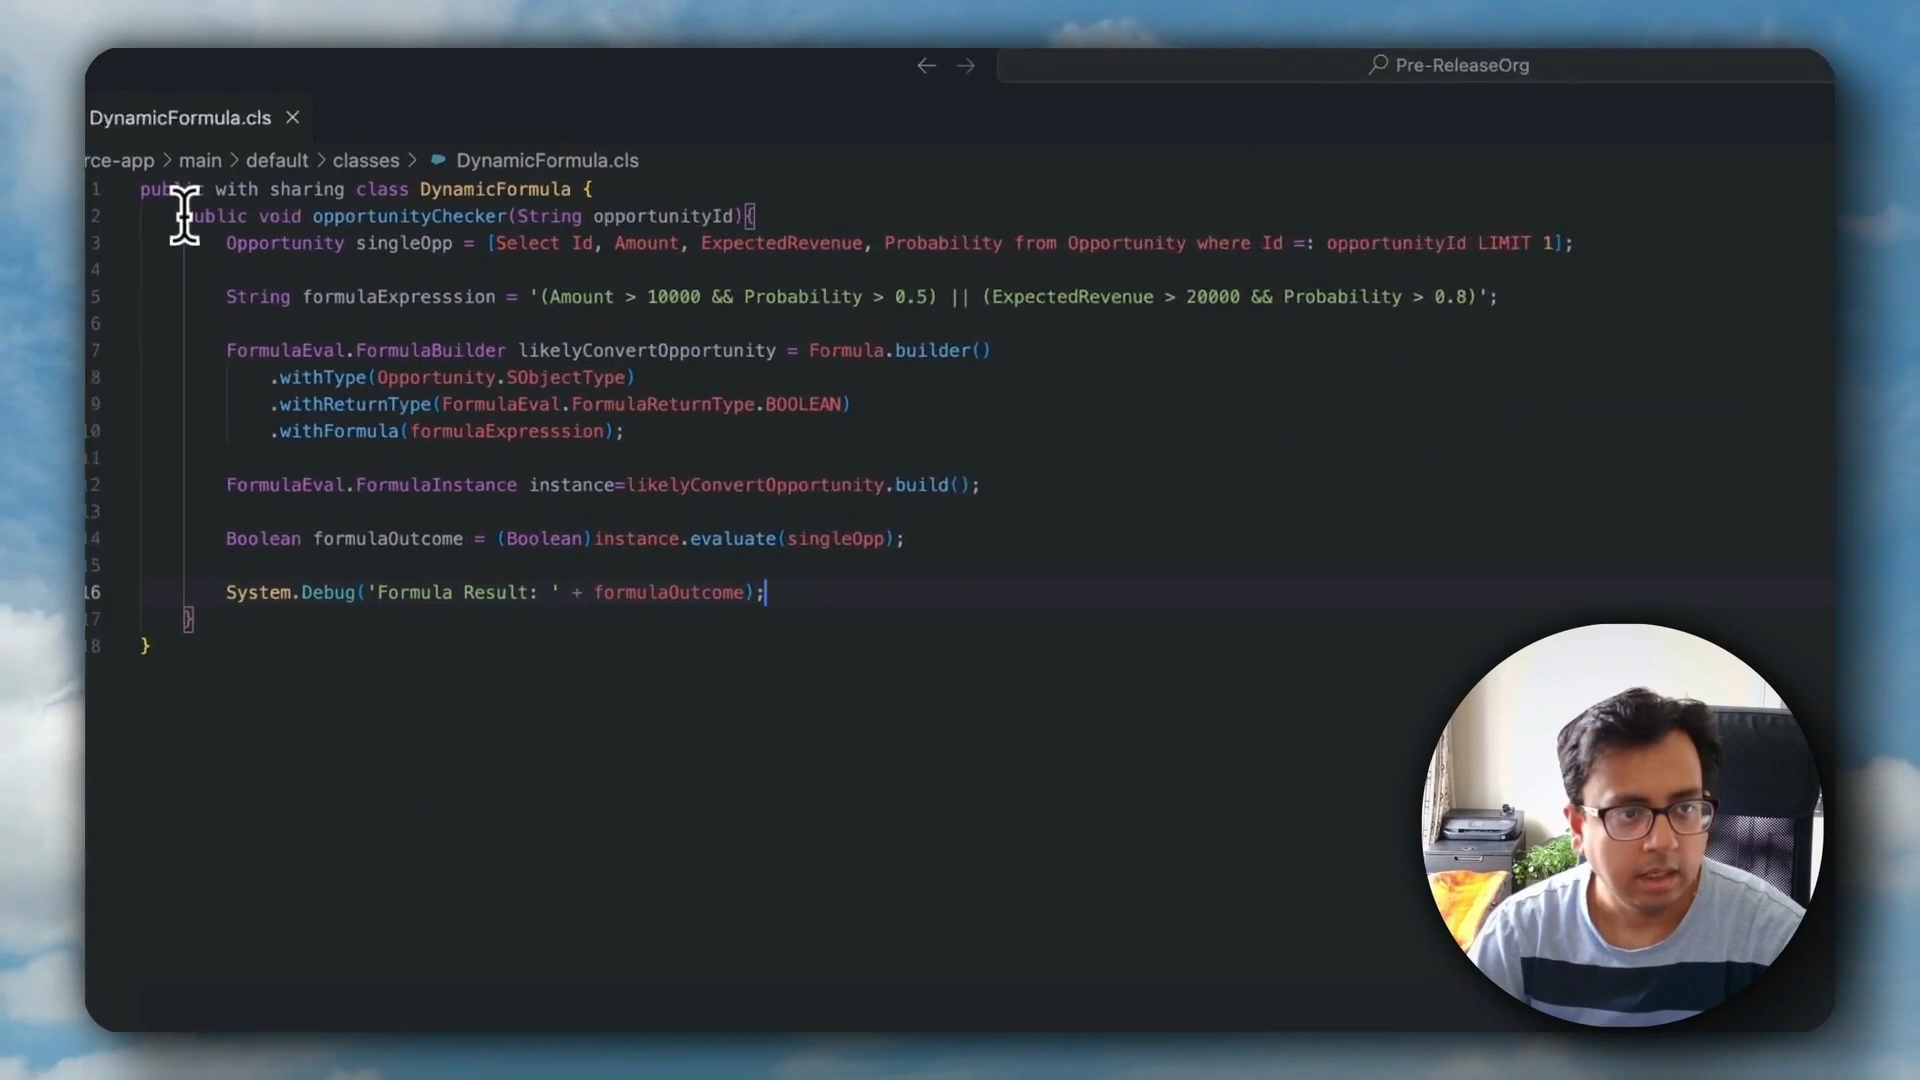 Pre-ReleaseOrg
DynamicFormula.cls
rce-app > main > default > classes > DynamicFormula.cls
1 public with sharing class DynamicFormula {
2 public void opportunityChecker(String opportunityId){
3 Opportunity singleOpp = [Select Id, Amount, ExpectedRevenue, Probability from Opportunity where Id =: opportunityId LIMIT 1];
4
5 String formulaExpresssion = '(Amount > 10000 && Probability > 0.5) || (ExpectedRevenue > 20000 && Probability > 0.8)';
6
7 FormulaEval.FormulaBuilder likelyConvertOpportunity = Formula.builder()
8 .withType(Opportunity.SObjectType)
9 .withReturnType(FormulaEval.FormulaReturnType.BOOLEAN)
10 .withFormula(formulaExpresssion);
11
12 FormulaEval.FormulaInstance instance=likelyConvertOpportunity.build();
13
14 Boolean formulaOutcome = (Boolean)instance.evaluate(singleOpp);
15
16 System.Debug('Formula Result: ' + formulaOutcome);
17 }
18 }